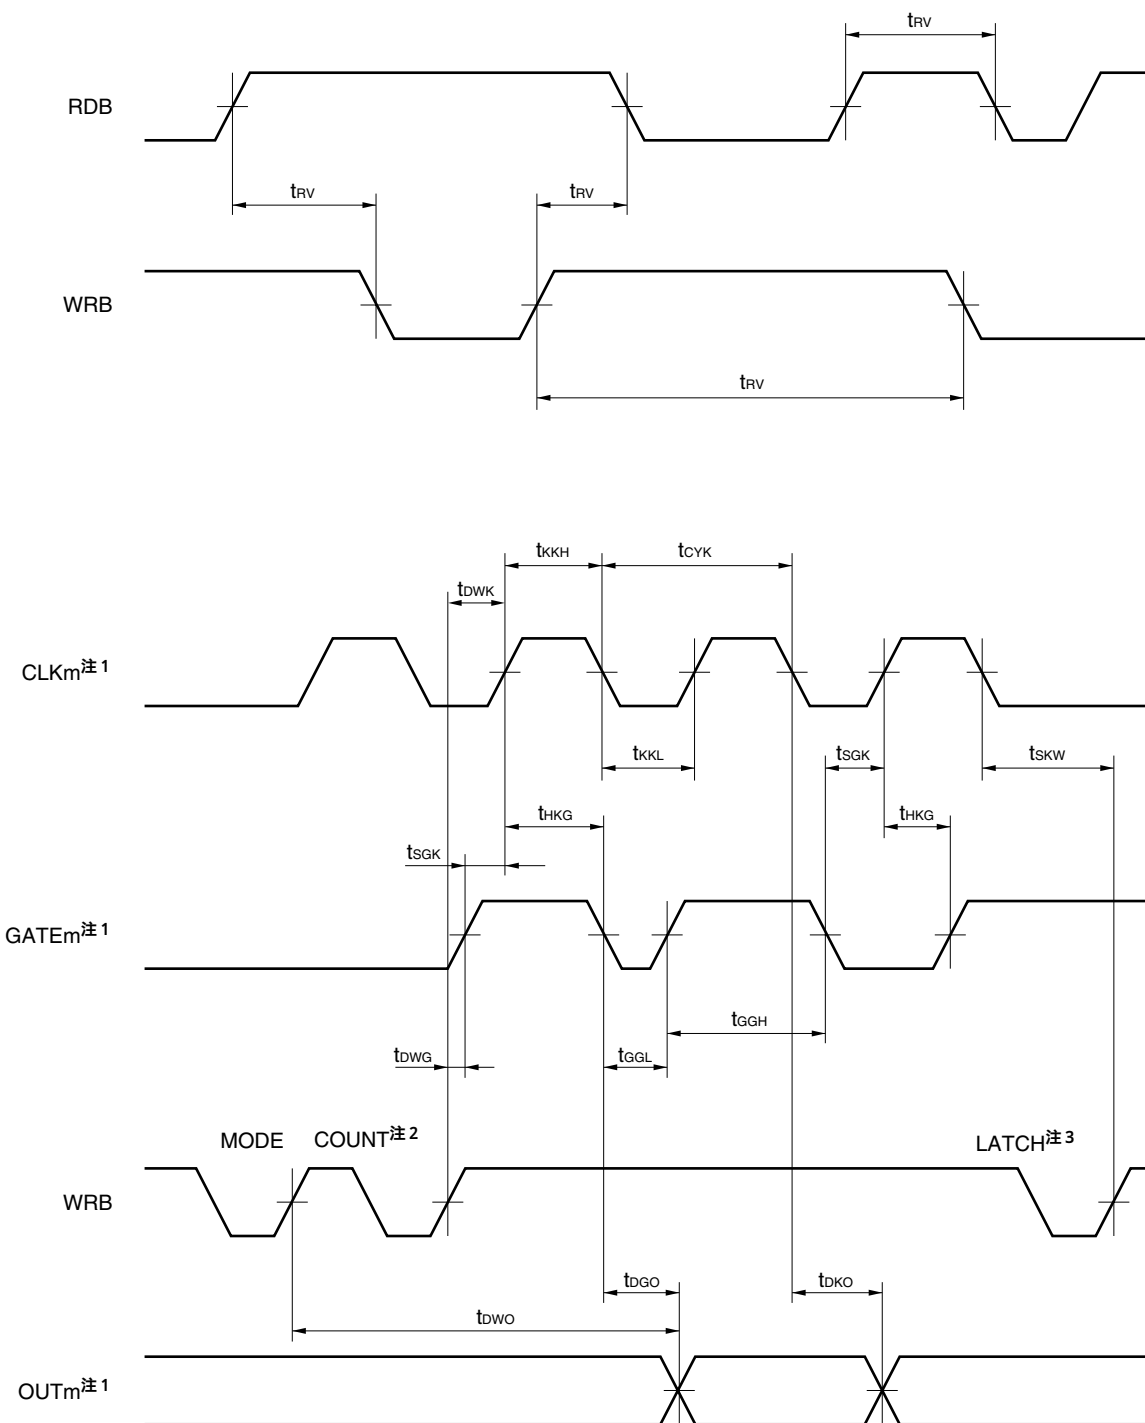 tRV
RDB
tRV
tRV
WRB
tRV
tKKH
tCYK
tDWK
CLKm注1
tKKL
tSGK
tSKW
tHKG
tHKG
tSGK
GATEm注1
tGGH
tDWG
tGGL
MODE
COUNT注2
LATCH注3
WRB
tDGO
tDKO
tDWO
OUTm注1